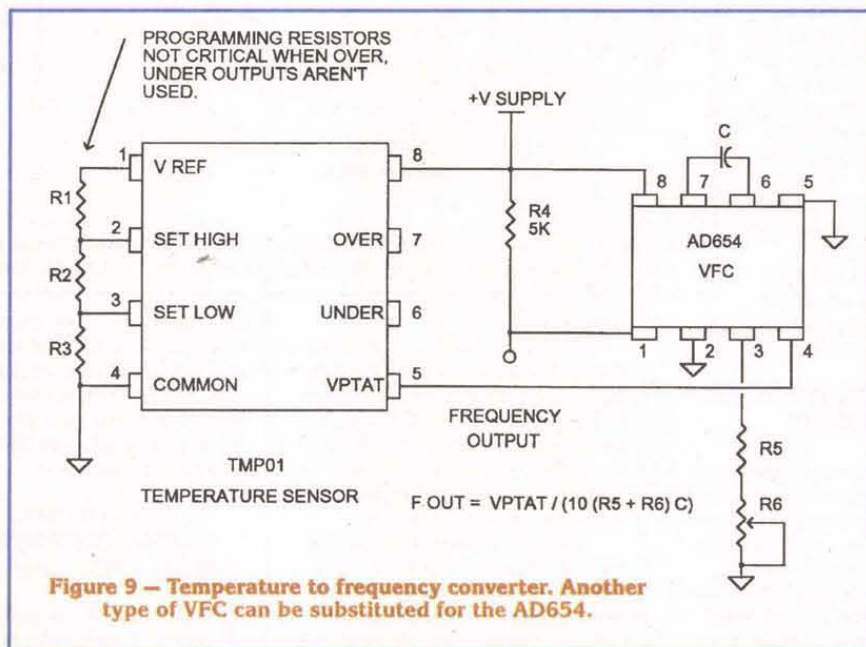 PROGRAMMING RESISTORS
NOT CRITICAL WHEN OVER,
UNDER OUTPUTS AREN'T
USED.
+V SUPPLY
C
1
V REF
8
8
7
6
5
R1
R4
5K
2
SET HIGH
OVER
7
AD654
VFC
R2
3
SET LOW
UNDER
6
R3
1
2
3
4
4
COMMON
VPTAT
5
FREQUENCY
OUTPUT
R5
TMP01
TEMPERATURE SENSOR
F OUT = VPTAT / (10 (R5 + R6) C)
R6
Figure 9 — Temperature to frequency converter. Another
type of VFC can be substituted for the AD654.